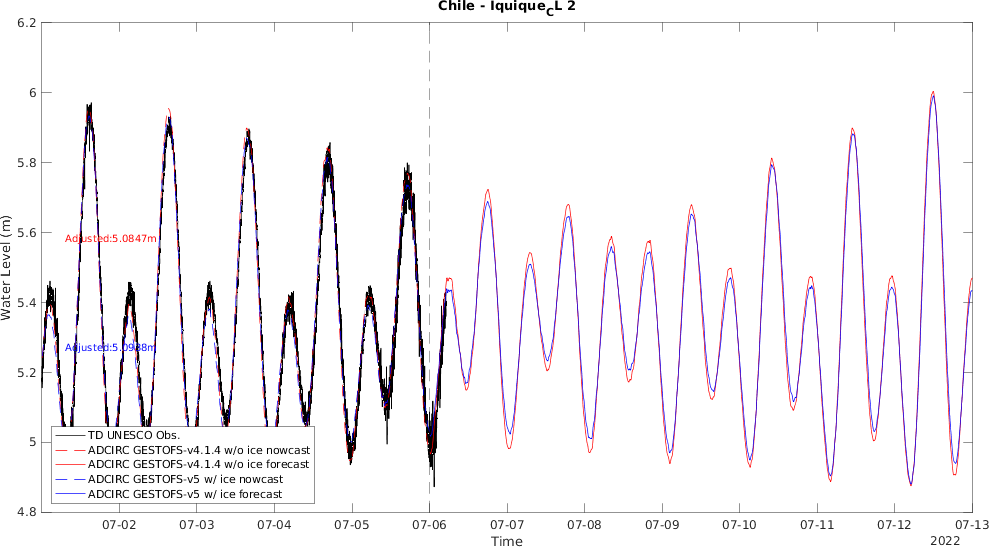 Chile - Iquique_CL 2
6.2
6
5.8
5.6
5.4
5.2
5
4.8
Water Level (m)
Adjusted:5.0847m
Adjusted:5.0938m
TD UNESCO Obs.
ADCIRC GESTOFS-v4.1.4 w/o ice nowcast
ADCIRC GESTOFS-v4.1.4 w/o ice forecast
ADCIRC GESTOFS-v5 w/ ice nowcast
ADCIRC GESTOFS-v5 w/ ice forecast
07-02 07-03 07-04 07-05 07-06 07-07 07-08 07-09 07-10 07-11 07-12 07-13
Time
2022